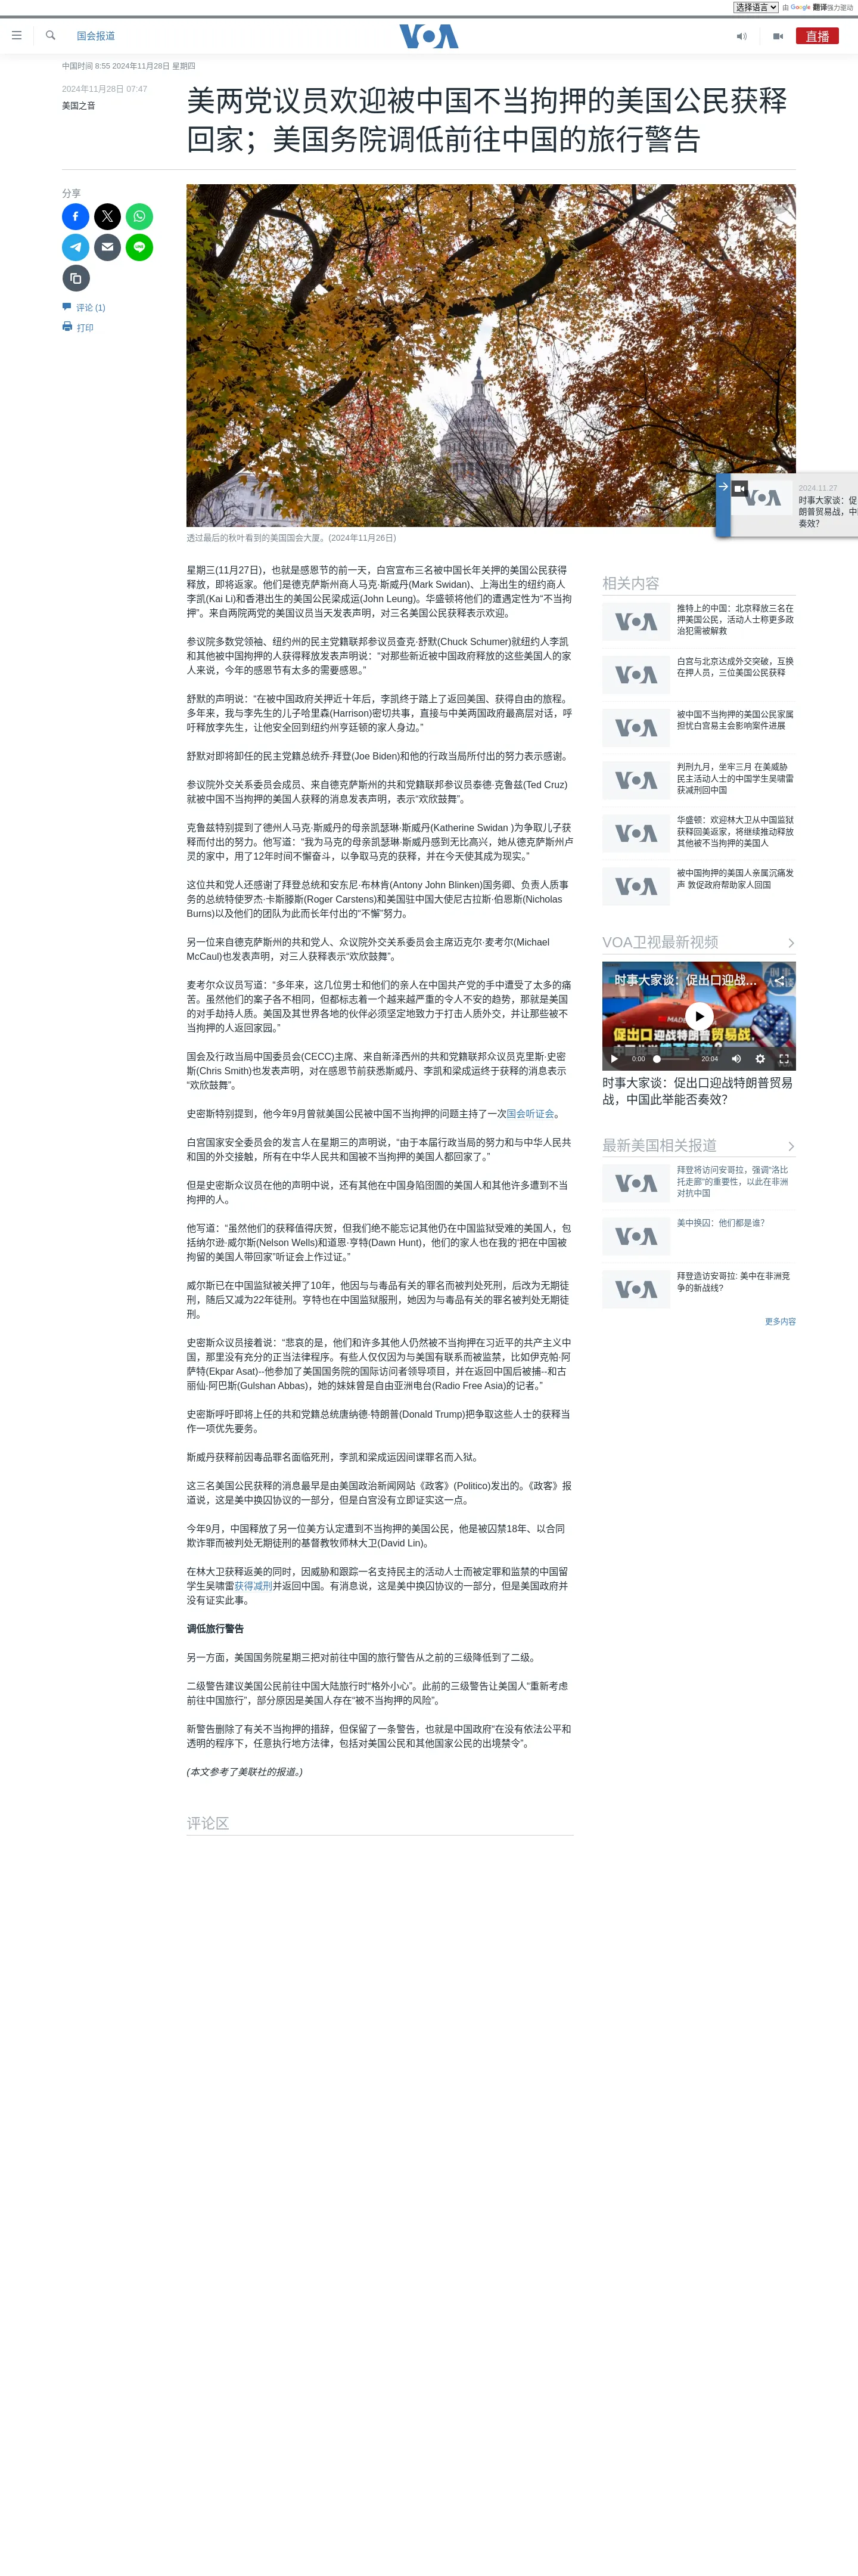 选择语言 由 Google 翻译强力驱动
国会报道
VOA
直播
中国时间 8:55 2024年11月28日 星期四
2024年11月28日 07:47
美国之音
美两党议员欢迎被中国不当拘押的美国公民获释
回家；美国务院调低前往中国的旅行警告
分享
评论 (1)
打印
透过最后的秋叶看到的美国国会大厦。(2024年11月26日)
2024.11.27
时事大家谈：促
朗普贸易战，中
奏效?
星期三(11月27日)，也就是感恩节的前一天，白宫宣布三名被中国长年关押的美国公民获得
释放，即将返家。他们是德克萨斯州商人马克·斯威丹(Mark Swidan)、上海出生的纽约商人
李凯(Kai Li)和香港出生的美国公民梁成运(John Leung)。华盛顿将他们的遭遇定性为“不当拘
押”。来自两院两党的美国议员当天发表声明，对三名美国公民获释表示欢迎。
参议院多数党领袖、纽约州的民主党籍联邦参议员查克·舒默(Chuck Schumer)就纽约人李凯
和其他被中国拘押的人获得释放发表声明说：“对那些新近被中国政府释放的这些美国人的家
人来说，今年的感恩节有太多的需要感恩。”
舒默的声明说：“在被中国政府关押近十年后，李凯终于踏上了返回美国、获得自由的旅程。
多年来，我与李先生的儿子哈里森(Harrison)密切共事，直接与中美两国政府最高层对话，呼
吁释放李先生，让他安全回到纽约州亨廷顿的家人身边。”
舒默对即将卸任的民主党籍总统乔·拜登(Joe Biden)和他的行政当局所付出的努力表示感谢。
参议院外交关系委员会成员、来自德克萨斯州的共和党籍联邦参议员泰德·克鲁兹(Ted Cruz)
就被中国不当拘押的美国人获释的消息发表声明，表示“欢欣鼓舞”。
克鲁兹特别提到了德州人马克·斯威丹的母亲凯瑟琳·斯威丹(Katherine Swidan )为争取儿子获
释而付出的努力。他写道：“我为马克的母亲凯瑟琳·斯威丹感到无比高兴，她从德克萨斯州卢
灵的家中，用了12年时间不懈奋斗，以争取马克的获释，并在今天使其成为现实。”
这位共和党人还感谢了拜登总统和安东尼·布林肯(Antony John Blinken)国务卿、负责人质事
务的总统特使罗杰·卡斯滕斯(Roger Carstens)和美国驻中国大使尼古拉斯·伯恩斯(Nicholas
Burns)以及他们的团队为此而长年付出的“不懈”努力。
另一位来自德克萨斯州的共和党人、众议院外交关系委员会主席迈克尔·麦考尔(Michael
McCaul)也发表声明，对三人获释表示“欢欣鼓舞”。
麦考尔众议员写道：“多年来，这几位男士和他们的亲人在中国共产党的手中遭受了太多的痛
苦。虽然他们的案子各不相同，但都标志着一个越来越严重的令人不安的趋势，那就是美国
的对手劫持人质。美国及其世界各地的伙伴必须坚定地致力于打击人质外交，并让那些被不
当拘押的人返回家园。”
国会及行政当局中国委员会(CECC)主席、来自新泽西州的共和党籍联邦众议员克里斯·史密
斯(Chris Smith)也发表声明，对在感恩节前获悉斯威丹、李凯和梁成运终于获释的消息表示
“欢欣鼓舞”。
史密斯特别提到，他今年9月曾就美国公民被中国不当拘押的问题主持了一次国会听证会。
白宫国家安全委员会的发言人在星期三的声明说，“由于本届行政当局的努力和与中华人民共
和国的外交接触，所有在中华人民共和国被不当拘押的美国人都回家了。”
但是史密斯众议员在他的声明中说，还有其他在中国身陷囹圄的美国人和其他许多遭到不当
拘押的人。
他写道：“虽然他们的获释值得庆贺，但我们绝不能忘记其他仍在中国监狱受难的美国人，包
括纳尔逊·威尔斯(Nelson Wells)和道恩·亨特(Dawn Hunt)，他们的家人也在我的‘把在中国被
拘留的美国人带回家’听证会上作过证。”
威尔斯已在中国监狱被关押了10年，他因与与毒品有关的罪名而被判处死刑，后改为无期徒
刑，随后又减为22年徒刑。亨特也在中国监狱服刑，她因为与毒品有关的罪名被判处无期徒
刑。
史密斯众议员接着说：“悲哀的是，他们和许多其他人仍然被不当拘押在习近平的共产主义中
国，那里没有充分的正当法律程序。有些人仅仅因为与美国有联系而被监禁，比如伊克帕·阿
萨特(Ekpar Asat)--他参加了美国国务院的国际访问者领导项目，并在返回中国后被捕--和古
丽仙·阿巴斯(Gulshan Abbas)，她的妹妹曾是自由亚洲电台(Radio Free Asia)的记者。”
史密斯呼吁即将上任的共和党籍总统唐纳德·特朗普(Donald Trump)把争取这些人士的获释当
作一项优先要务。
斯威丹获释前因毒品罪名面临死刑，李凯和梁成运因间谍罪名而入狱。
这三名美国公民获释的消息最早是由美国政治新闻网站《政客》(Politico)发出的。《政客》报
道说，这是美中换囚协议的一部分，但是白宫没有立即证实这一点。
今年9月，中国释放了另一位美方认定遭到不当拘押的美国公民，他是被囚禁18年、以合同
欺诈罪而被判处无期徒刑的基督教牧师林大卫(David Lin)。
在林大卫获释返美的同时，因威胁和跟踪一名支持民主的活动人士而被定罪和监禁的中国留
学生吴啸雷获得减刑并返回中国。有消息说，这是美中换囚协议的一部分，但是美国政府并
没有证实此事。
调低旅行警告
另一方面，美国国务院星期三把对前往中国的旅行警告从之前的三级降低到了二级。
二级警告建议美国公民前往中国大陆旅行时“格外小心”。此前的三级警告让美国人“重新考虑
前往中国旅行”，部分原因是美国人存在“被不当拘押的风险”。
新警告删除了有关不当拘押的措辞，但保留了一条警告，也就是中国政府“在没有依法公平和
透明的程序下，任意执行地方法律，包括对美国公民和其他国家公民的出境禁令”。
(本文参考了美联社的报道。)
评论区
相关内容
推特上的中国：北京释放三名在
押美国公民，活动人士称更多政
治犯需被解救
白宫与北京达成外交突破，互换
在押人员，三位美国公民获释
被中国不当拘押的美国公民家属
担忧白宫易主会影响案件进展
判刑九月，坐牢三月 在美威胁
民主活动人士的中国学生吴啸雷
获减刑回中国
华盛顿：欢迎林大卫从中国监狱
获释回美返家，将继续推动释放
其他被不当拘押的美国人
被中国拘押的美国人亲属沉痛发
声 敦促政府帮助家人回国
VOA卫视最新视频
时事大家谈：促出口迎战...
促出口迎战特朗普贸易战,
0:00 20:04
时事大家谈：促出口迎战特朗普贸易
战，中国此举能否奏效?
最新美国相关报道
拜登将访问安哥拉，强调“洛比
托走廊”的重要性，以此在非洲
对抗中国
美中换囚：他们都是谁?
拜登造访安哥拉: 美中在非洲竞
争的新战线?
更多内容